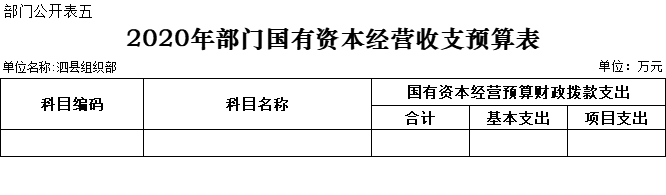 部门公开表五
2020年部门国有资本经营收支预算表
单位名称:泗县组织部 单位：万元
科目编码 科目名称 国有资本经营预算财政拨款支出
合计 基本支出 项目支出